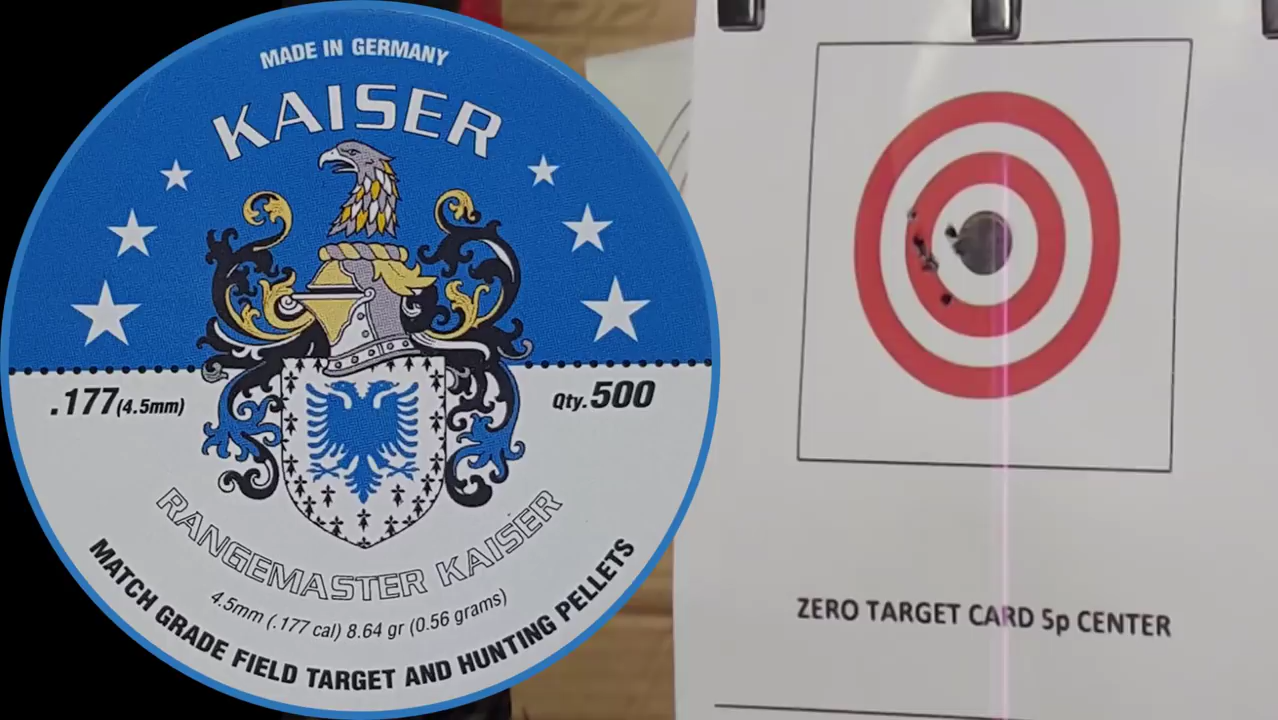 MADE IN GERMANY
KAISER
.177(4.5mm)
Qty.500
RANGEMASTER KAISER
4.5mm (.177 cal) 8.64 gr (0.56 grams)
MATCH GRADE FIELD TARGET AND HUNTING PELLETS
ZERO TARGET CARD 5p CENTER